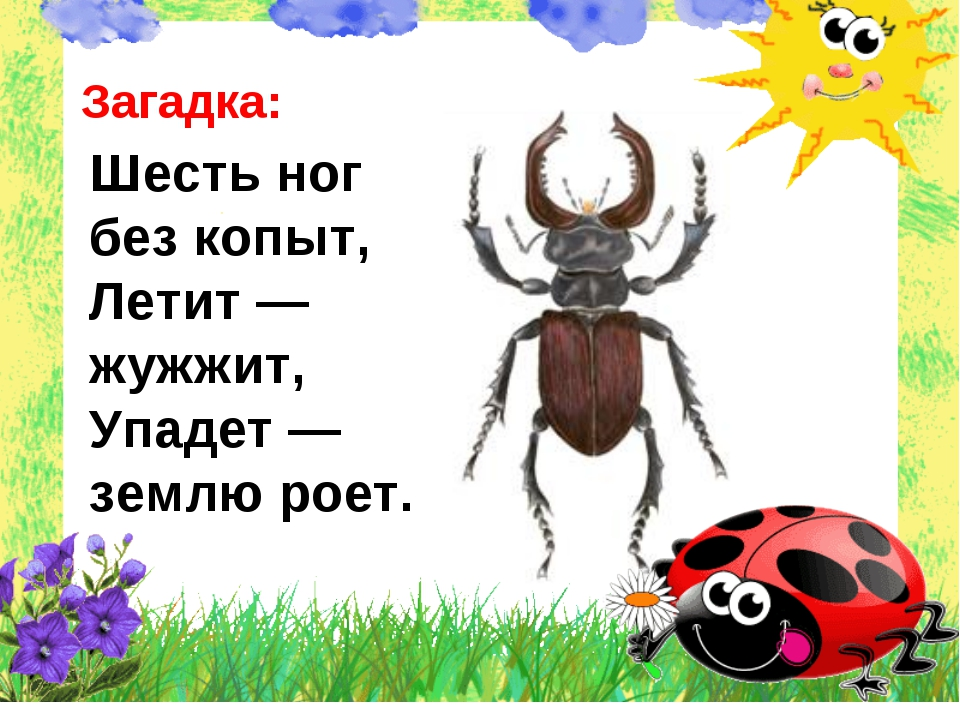 Загадка:
Шесть ног
без копыт,
Летит —
жужжит,
Упадет —
землю роет.